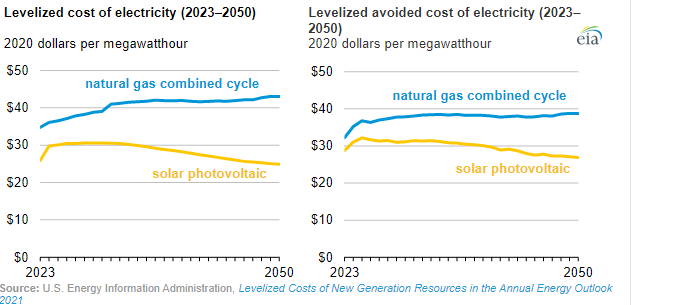 Levelized cost of electricity (2023–2050)
2020 dollars per megawatthour
$50
$40
$30
$20
$10
$0
natural gas combined cycle
solar photovoltaic
2023
2050
Levelized avoided cost of electricity (2023–
2050)
2020 dollars per megawatthour
eia
$50
$40
$30
$20
$10
$0
natural gas combined cycle
solar photovoltaic
2023
2050
Source: U.S. Energy Information Administration, Levelized Costs of New Generation Resources in the Annual Energy Outlook
2021